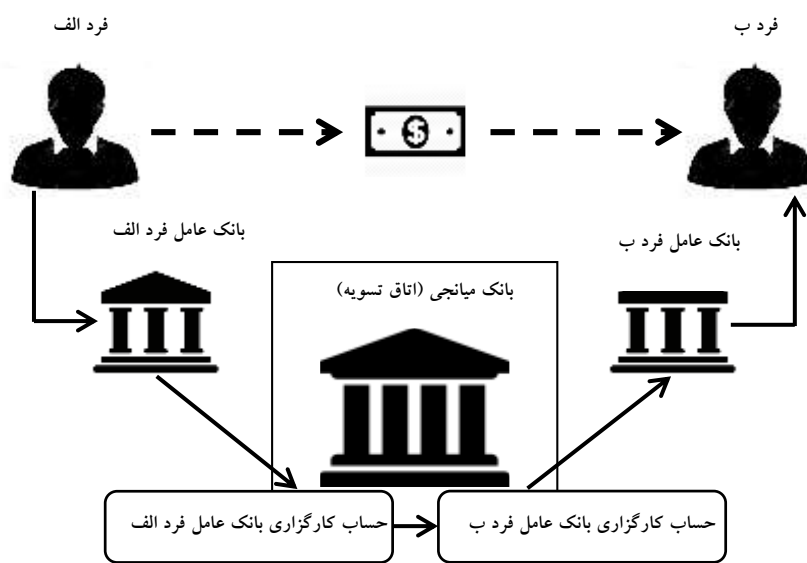 فرد الف
فرد ب
بانک عامل فرد الف
بانک عامل فرد ب
بانک میانجی (اتاق تسویه)
حساب کارگزاری بانک عامل فرد الف
حساب کارگزاری بانک عامل فرد ب